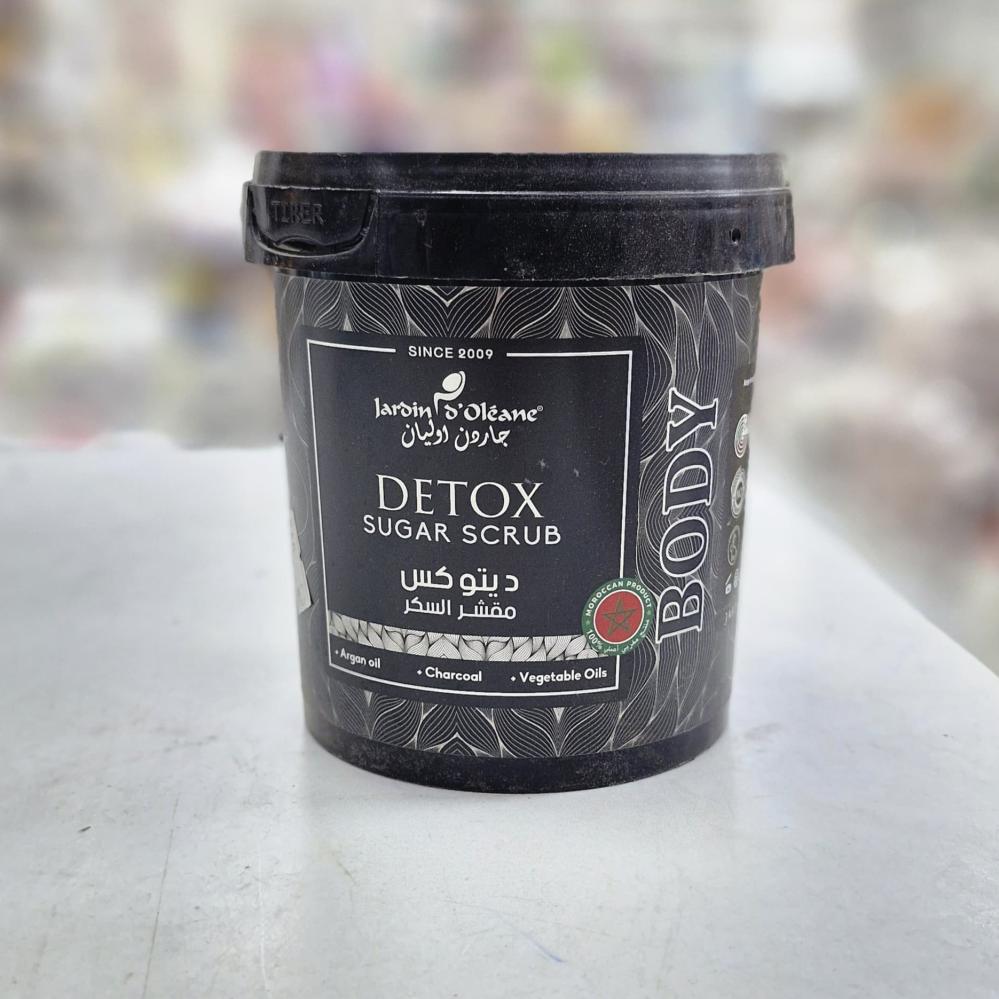 TIBER
SINCE 2009
Jardin d'Oléane®
جاردن اوليان
DETOX
SUGAR SCRUB
ديتوكس
مقشر السكر
+ Argan oil
+ Charcoal
+ Vegetable Oils
MOROCCAN PRODUCT
100%
BODY